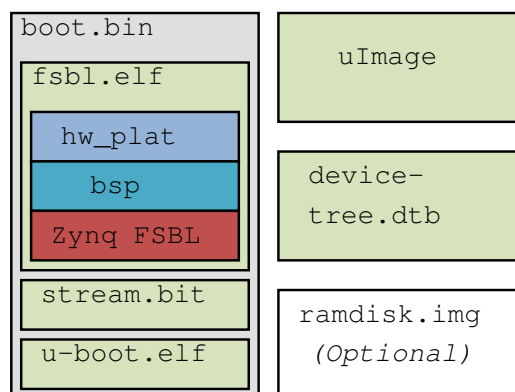 boot.bin
fsbl.elf
hw_plat
bsp
Zynq FSBL
stream.bit
u-boot.elf
uImage
device-
tree.dtb
ramdisk.img
(Optional)